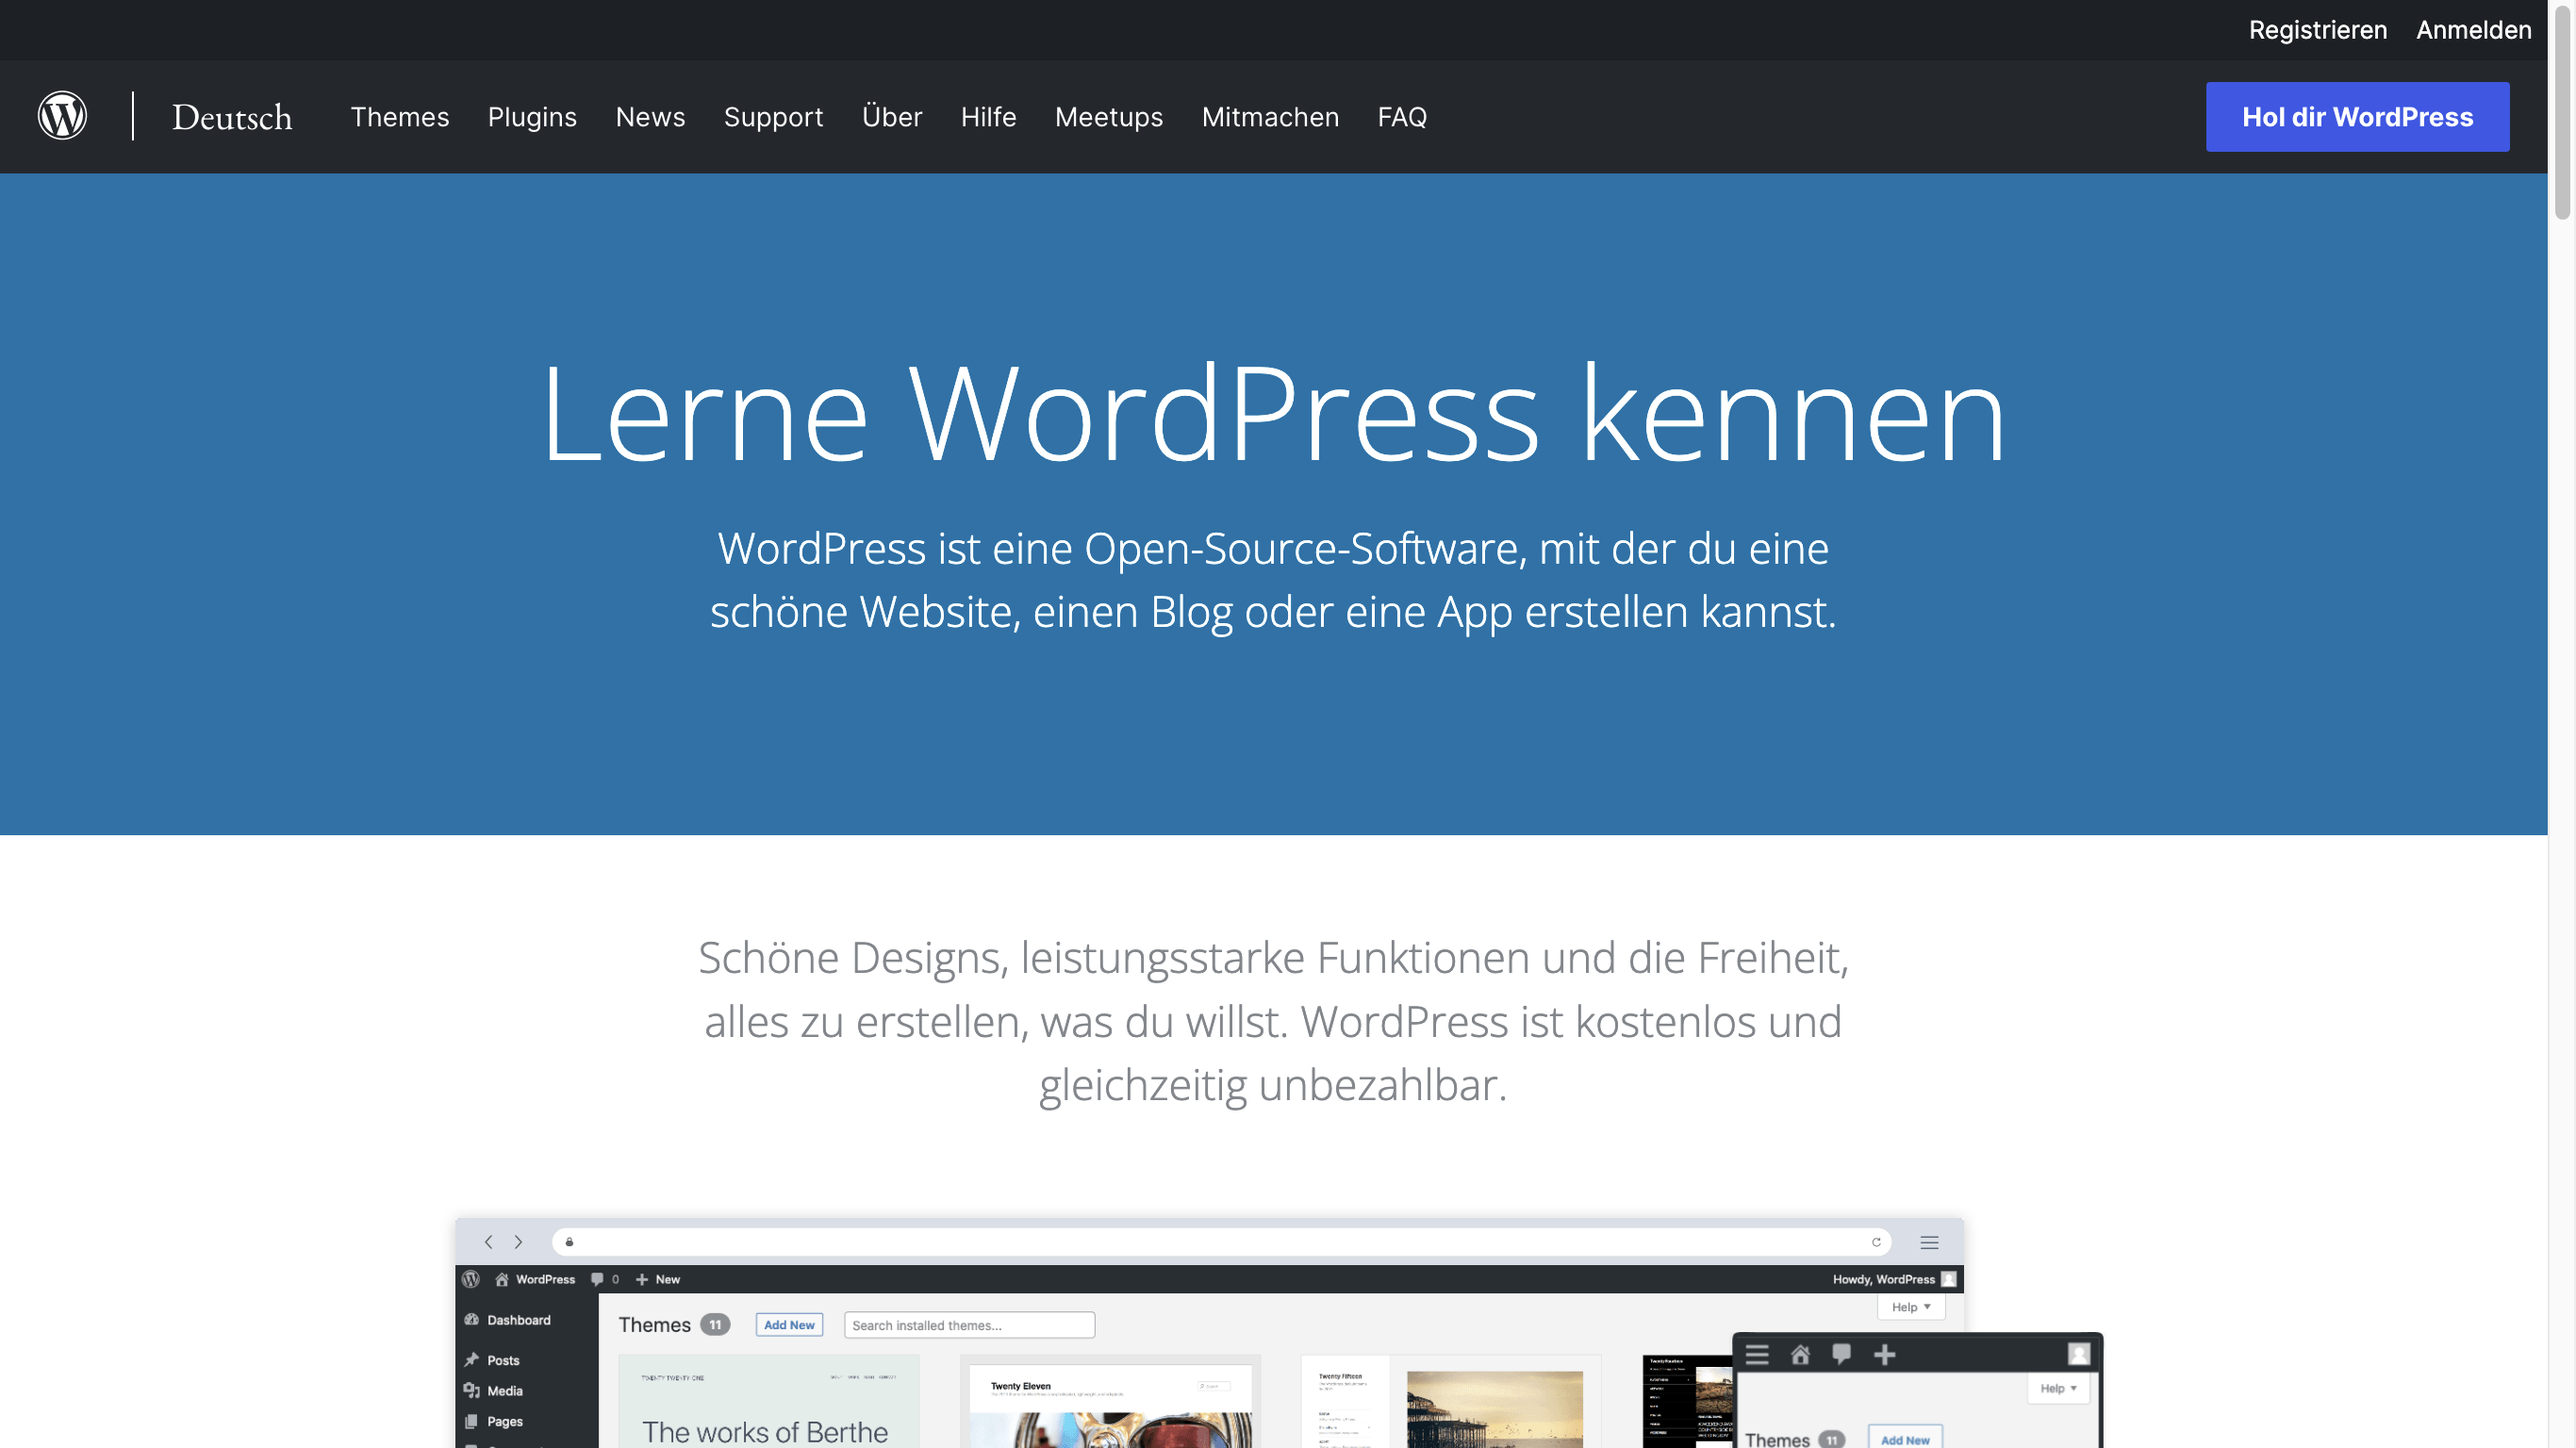 Registrieren Anmelden
Deutsch Themes Plugins News Support Über Hilfe Meetups Mitmachen FAQ Hol dir WordPress
Lerne WordPress kennen
WordPress ist eine Open-Source-Software, mit der du eine
schöne Website, einen Blog oder eine App erstellen kannst.
Schöne Designs, leistungsstarke Funktionen und die Freiheit,
alles zu erstellen, was du willst. WordPress ist kostenlos und
gleichzeitig unbezahlbar.
WordPress 0 New Howdy, WordPress
Help
Dashboard
Themes 11 Add New Search installed themes...
Posts
Media
Pages
TWENTY TWENTY-ONE
The works of Berthe
Twenty Eleven
Twenty Fifteen
Help
Themes 11 Add New